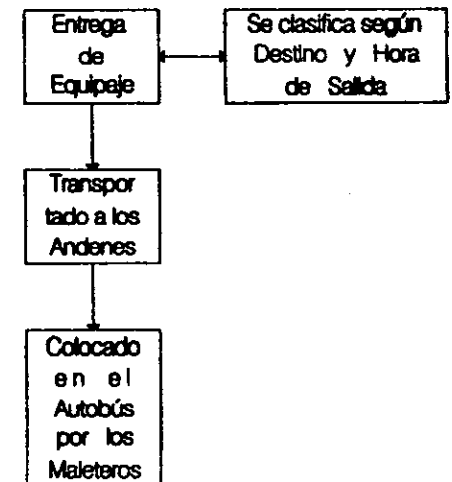 Entrega
de
Equipaje
Se clasifica según
Destino y Hora
de Salida
Transpor
tado a los
Andenes
Colocado
en el
Autobús
por los
Maleteros